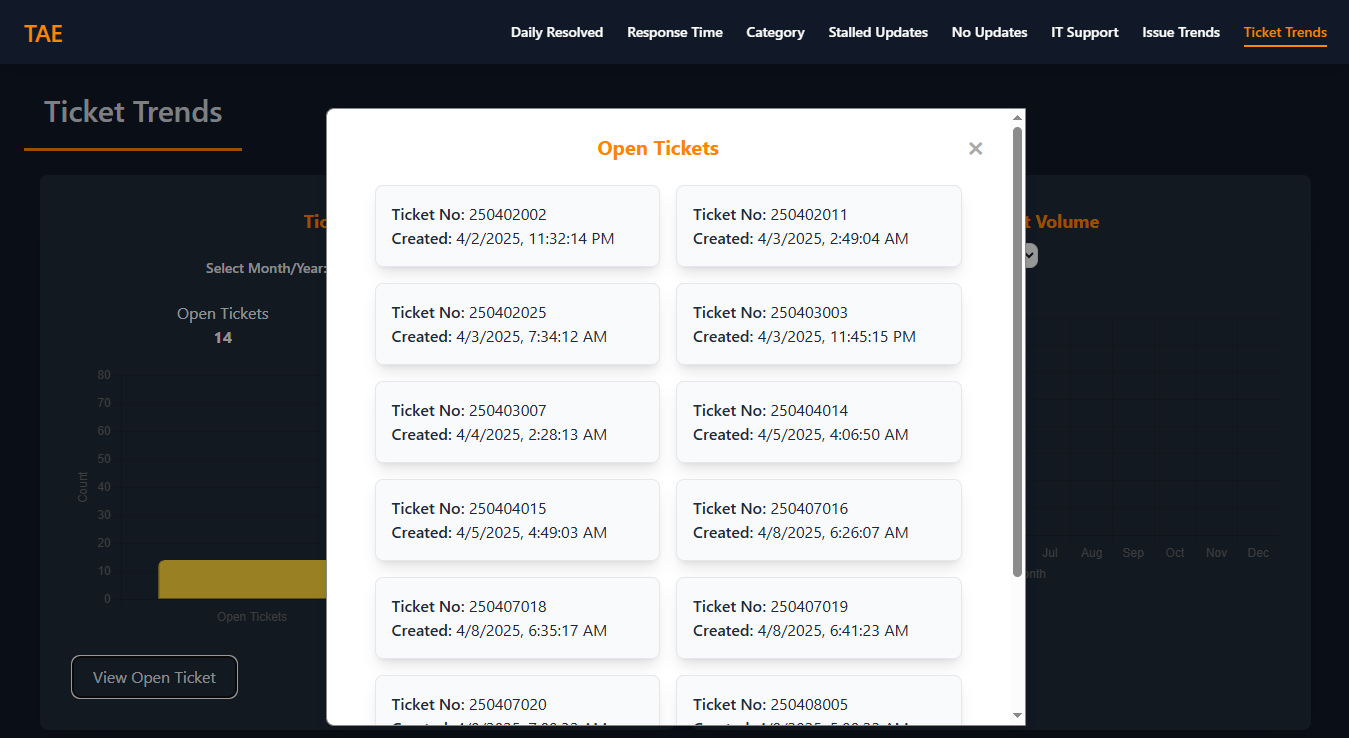 TAE
Daily Resolved Response Time Category Stalled Updates No Updates IT Support Issue Trends Ticket Trends
Ticket Trends
Open Tickets
×
Ticket No: 250402002
Created: 4/2/2025, 11:32:14 PM
Ticket No: 250402011
Created: 4/3/2025, 2:49:04 AM
Ticket No: 250402025
Created: 4/3/2025, 7:34:12 AM
Ticket No: 250403003
Created: 4/3/2025, 11:45:15 PM
Ticket No: 250403007
Created: 4/4/2025, 2:28:13 AM
Ticket No: 250404014
Created: 4/5/2025, 4:06:50 AM
Ticket No: 250404015
Created: 4/5/2025, 4:49:03 AM
Ticket No: 250407016
Created: 4/8/2025, 6:26:07 AM
Ticket No: 250407018
Created: 4/8/2025, 6:35:17 AM
Ticket No: 250407019
Created: 4/8/2025, 6:41:23 AM
Ticket No: 250407020
Ticket No: 250408005
Select Month/Year:
Open Tickets
14
80
70
60
50
40
30
20
10
0
Count
Open Tickets
View Open Ticket
Volume
Jul Aug Sep Oct Nov Dec